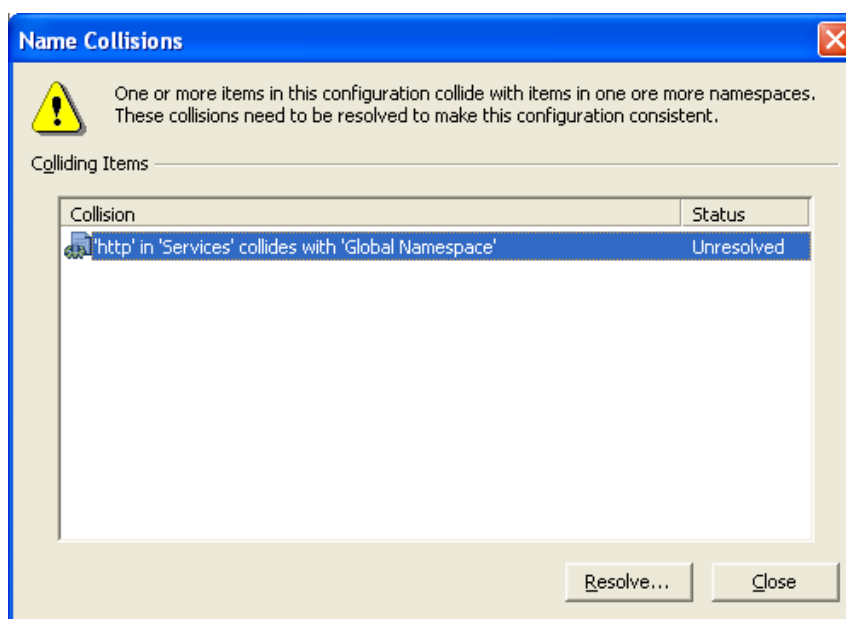 Name Collisions
One or more items in this configuration collide with items in one ore more namespaces.
These collisions need to be resolved to make this configuration consistent.
Colliding Items
Collision Status
'http' in 'Services' collides with 'Global Namespace' Unresolved
Resolve... Close